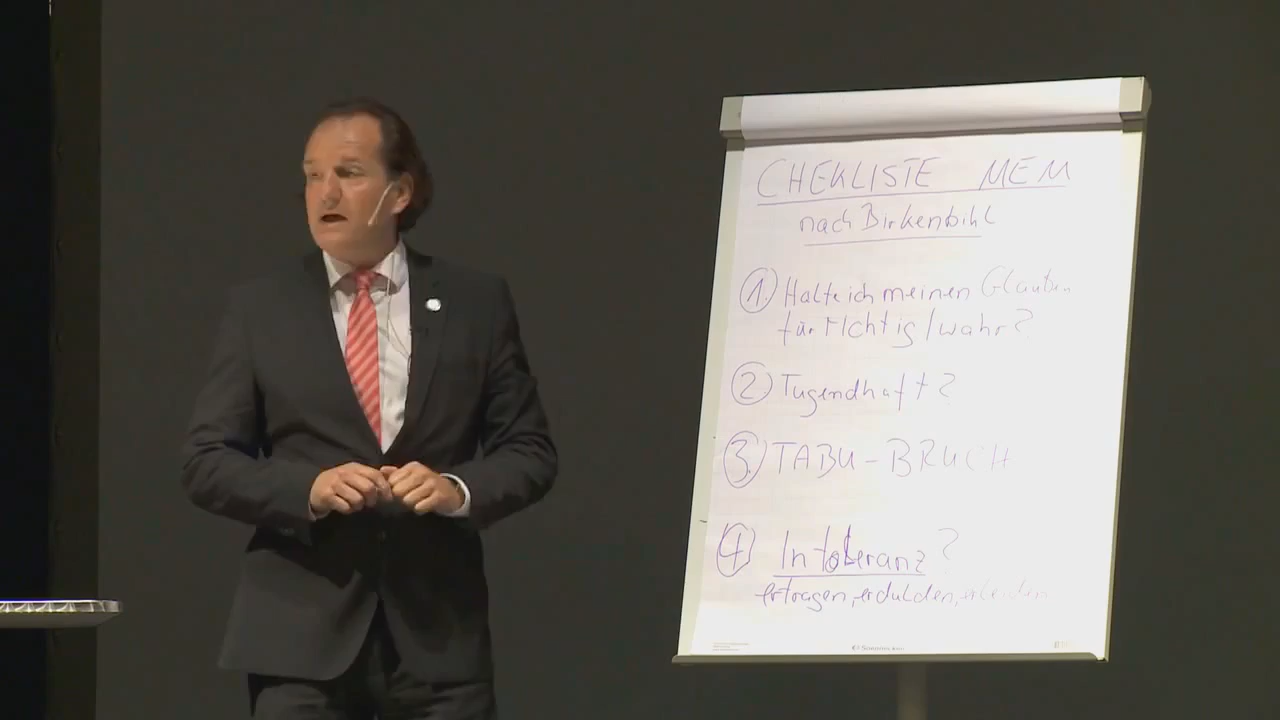 CHEKLISTE MEM
nach Birkenbihl
1. Halte ich meinen Glauben
für richtig/wahr?
2 Tugendhaft?
3. TABU-BRUCH
4 Intoleranz?
ertragen, erdulden, erleiden